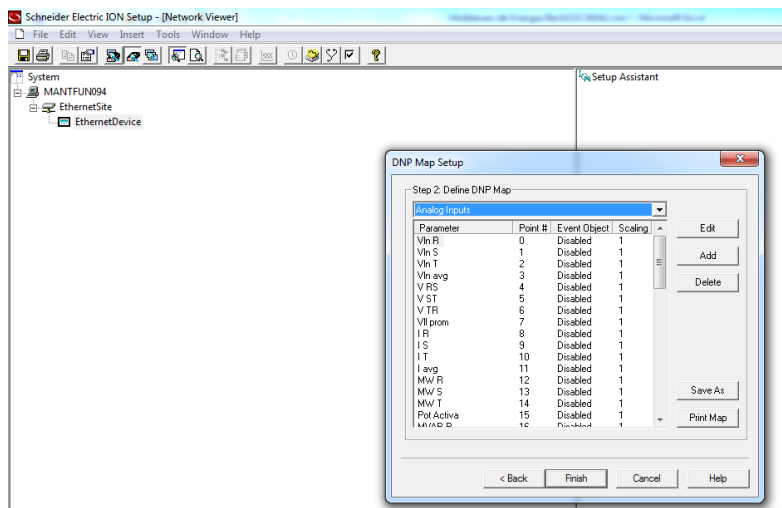 Schneider Electric ION Setup - [Network Viewer]
File Edit View Insert Tools Window Help
System
MANTFUN094
EthernetSite
EthernetDevice
Setup Assistant
DNP Map Setup
Step 2: Define DNP Map
Analog Inputs
Parameter Point # Event Object Scaling
Vln R 0 Disabled 1
Vln S 1 Disabled 1
Vln T 2 Disabled 1
Vln avg 3 Disabled 1
V RS 4 Disabled 1
V ST 5 Disabled 1
V TR 6 Disabled 1
Vll prom 7 Disabled 1
I R 8 Disabled 1
I S 9 Disabled 1
I T 10 Disabled 1
I avg 11 Disabled 1
MW R 12 Disabled 1
MW S 13 Disabled 1
MW T 14 Disabled 1
Pot Activa 15 Disabled 1
MVAR R 16 Disabled 1
Edit
Add
Delete
Save As
Print Map
< Back Finish Cancel Help